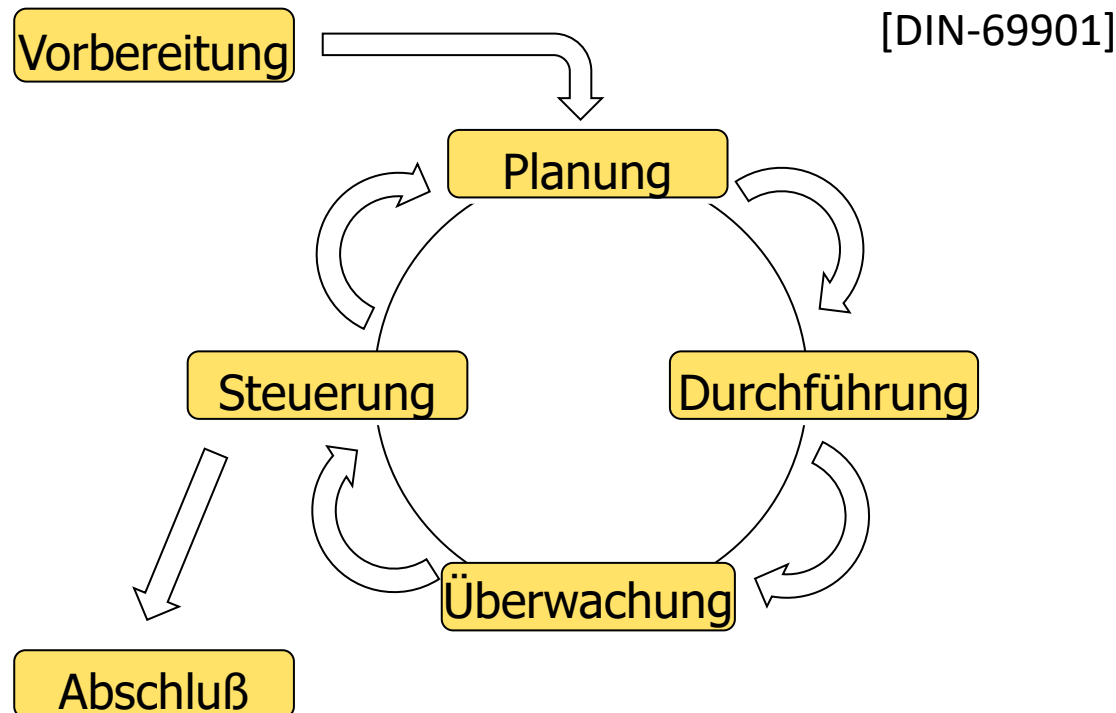 Vorbereitung
[DIN-69901]
Planung
Steuerung
Durchführung
Überwachung
Abschluß